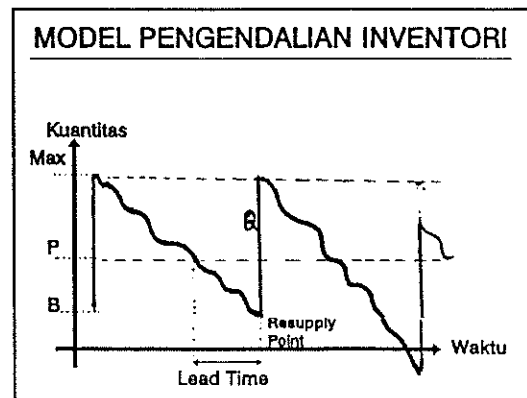 MODEL PENGENDALIAN INVENTORI
Kuantitas
Max
P
Q
B
Resupply
Point
Waktu
Lead Time